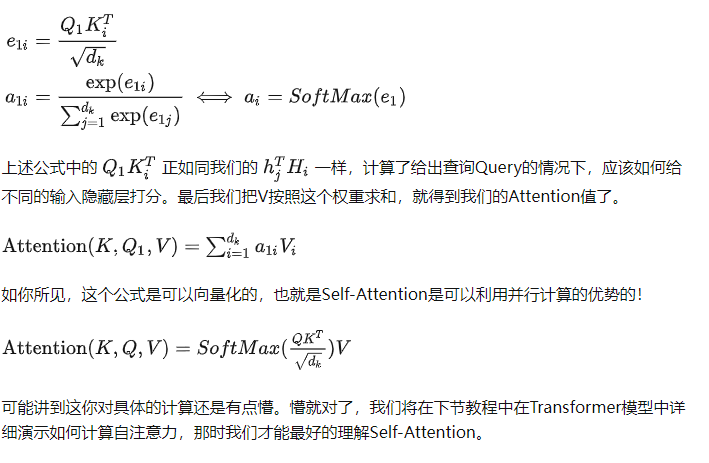 $e_{1i} = \frac{Q_1 K_i^T}{\sqrt{d_k}}$
$a_{1i} = \frac{\exp(e_{1i})}{\sum_{j=1}^{d_k} \exp(e_{1j})} \iff a_i = SoftMax(e_1)$
上述公式中的 $Q_1 K_i^T$ 正如同我们的 $h_j^T H_i$ 一样，计算了给出查询Query的情况下，应该如何给
不同的输入隐藏层打分。最后我们把V按照这个权重求和，就得到我们的Attention值了。
$\text{Attention}(K, Q_1, V) = \sum_{i=1}^{d_k} a_{1i} V_i$
如你所见，这个公式是可以向量化的，也就是Self-Attention是可以利用并行计算的优势的！
$\text{Attention}(K, Q, V) = SoftMax(\frac{QK^T}{\sqrt{d_k}})V$
可能讲到这你对具体的计算还是有点懵。懵就对了，我们将在下节教程中在Transformer模型中详
细演示如何计算自注意力，那时我们才能最好的理解Self-Attention。